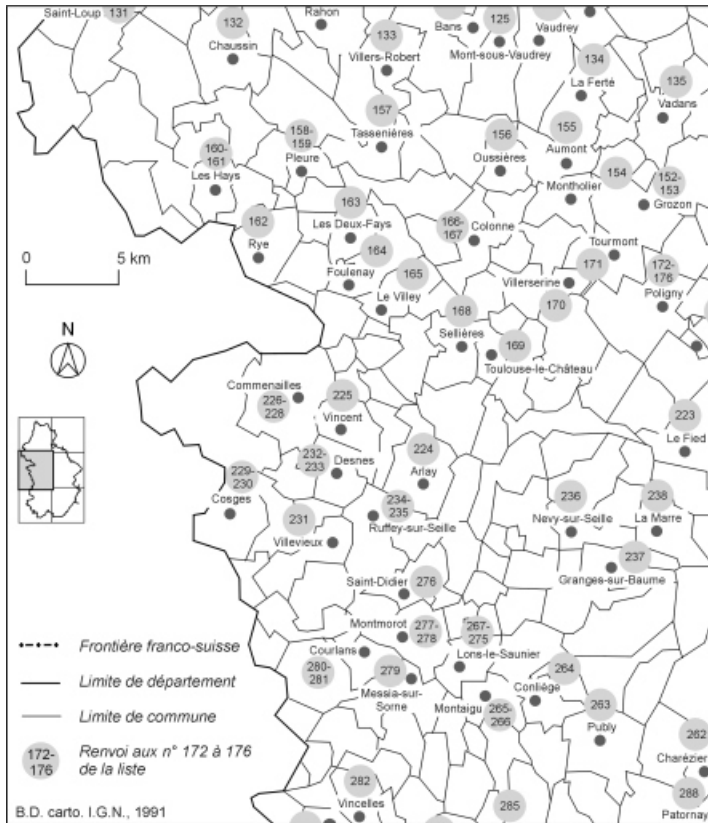 Saint-Loup 131
132
Chaussin
Rahon
133
Villers-Robert
Bans
125
Mont-sous-Vaudrey
Vaudrey
134
La Ferté
135
Vadans
157
Tassenières
158-
159
Pleure
160-
161
Les Hays
156
Oussières
155
Aumont
154
Montholier
152-
153
Grozon
162
Rye
163
Les Deux-Fays
164
Foulenay
165
Le Villey
166-
167
Colonne
Tourmont
171
Villerserine
170
172-
176
Poligny
0 5 km
168
Sellières
169
Toulouse-le-Château
N
Commenailles
226-
228
225
Vincent
223
Le Fied
224
Arlay
232-
233
Desnes
229-
230
Cosges
231
Villevieux
234-
235
Ruffey-sur-Seille
236
Nevy-sur-Seille
238
La Marre
237
Granges-sur-Baume
Saint-Didier
276
Montmorot
277-
278
267-
275
Lons-le-Saunier
Courlans
280-
281
279
Messia-sur-
Sorne
Montaigu
265-
266
Conliège
264
263
Publy
262
Charézier
288
Patornay
282
Vincelles
285
Frontière franco-suisse
Limite de département
Limite de commune
172-
176
Renvoi aux n° 172 à 176
de la liste
B.D. carto. I.G.N., 1991